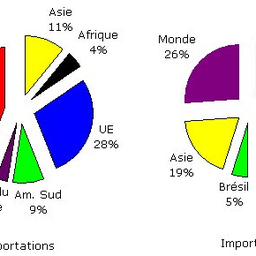 Asie
11%
Afrique
4%
UE
28%
Am. Sud
9%
Monde
26%
Asie
19%
Brésil
5%